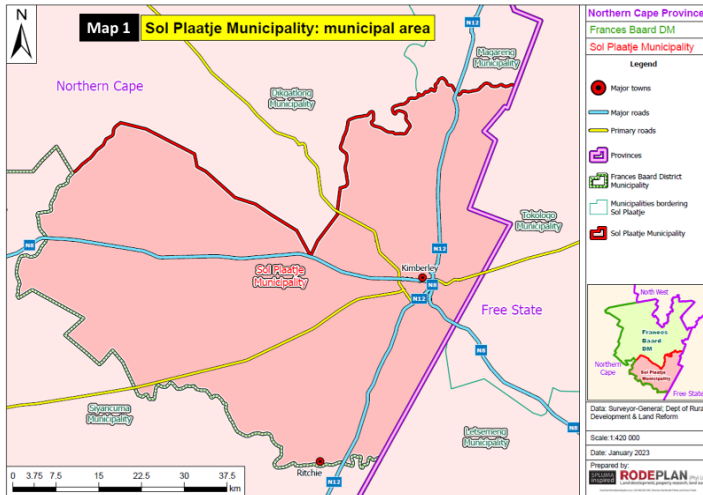 N
Map 1
Sol Plaatje Municipality: municipal area
N12
Magareng
Municipality
Northern Cape
Dikgatlong
Municipality
Tokologo
Municipality
N8
N12
Sol Plaatje
Municipality
Kimberley
N8
N12
Free State
N8
Siyancuma
Municipality
Letsemeng
Municipality
N8
N12
Ritchie
0 3.75 7.5 15 22.5 30 37.5
km
Northern Cape Province
Frances Baard DM
Sol Plaatje Municipality
Legend
Major towns
Major roads
Primary roads
Provinces
Frances Baard District
Municipality
Municipalities bordering
Sol Plaatje
Sol Plaatje Municipality
North West
Frances
Baard
DM
Northern
Cape
Sol Plaatje
Municipality
Free State
Data: Surveyor-General; Dept of Rura
Development & Land Reform
Scale:1:420 000
Date: January 2023
Prepared by:
SPLUMA
inspired
RODEPLAN